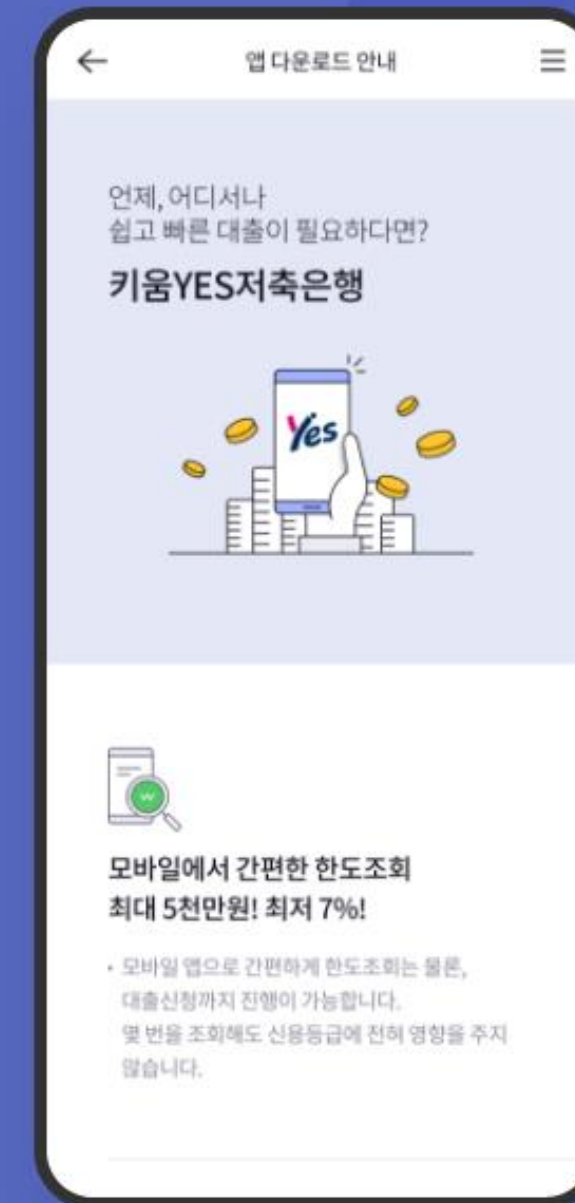 앱 다운로드 안내
언제, 어디서나
쉽고 빠른 대출이 필요하다면?
키움YES저축은행
Yes
모바일에서 간편한 한도조회
최대 5천만원! 최저 7%!
• 모바일 앱으로 간편하게 한도조회는 물론,
대출신청까지 진행이 가능합니다.
몇 번을 조회해도 신용등급에 전혀 영향을 주지
않습니다.